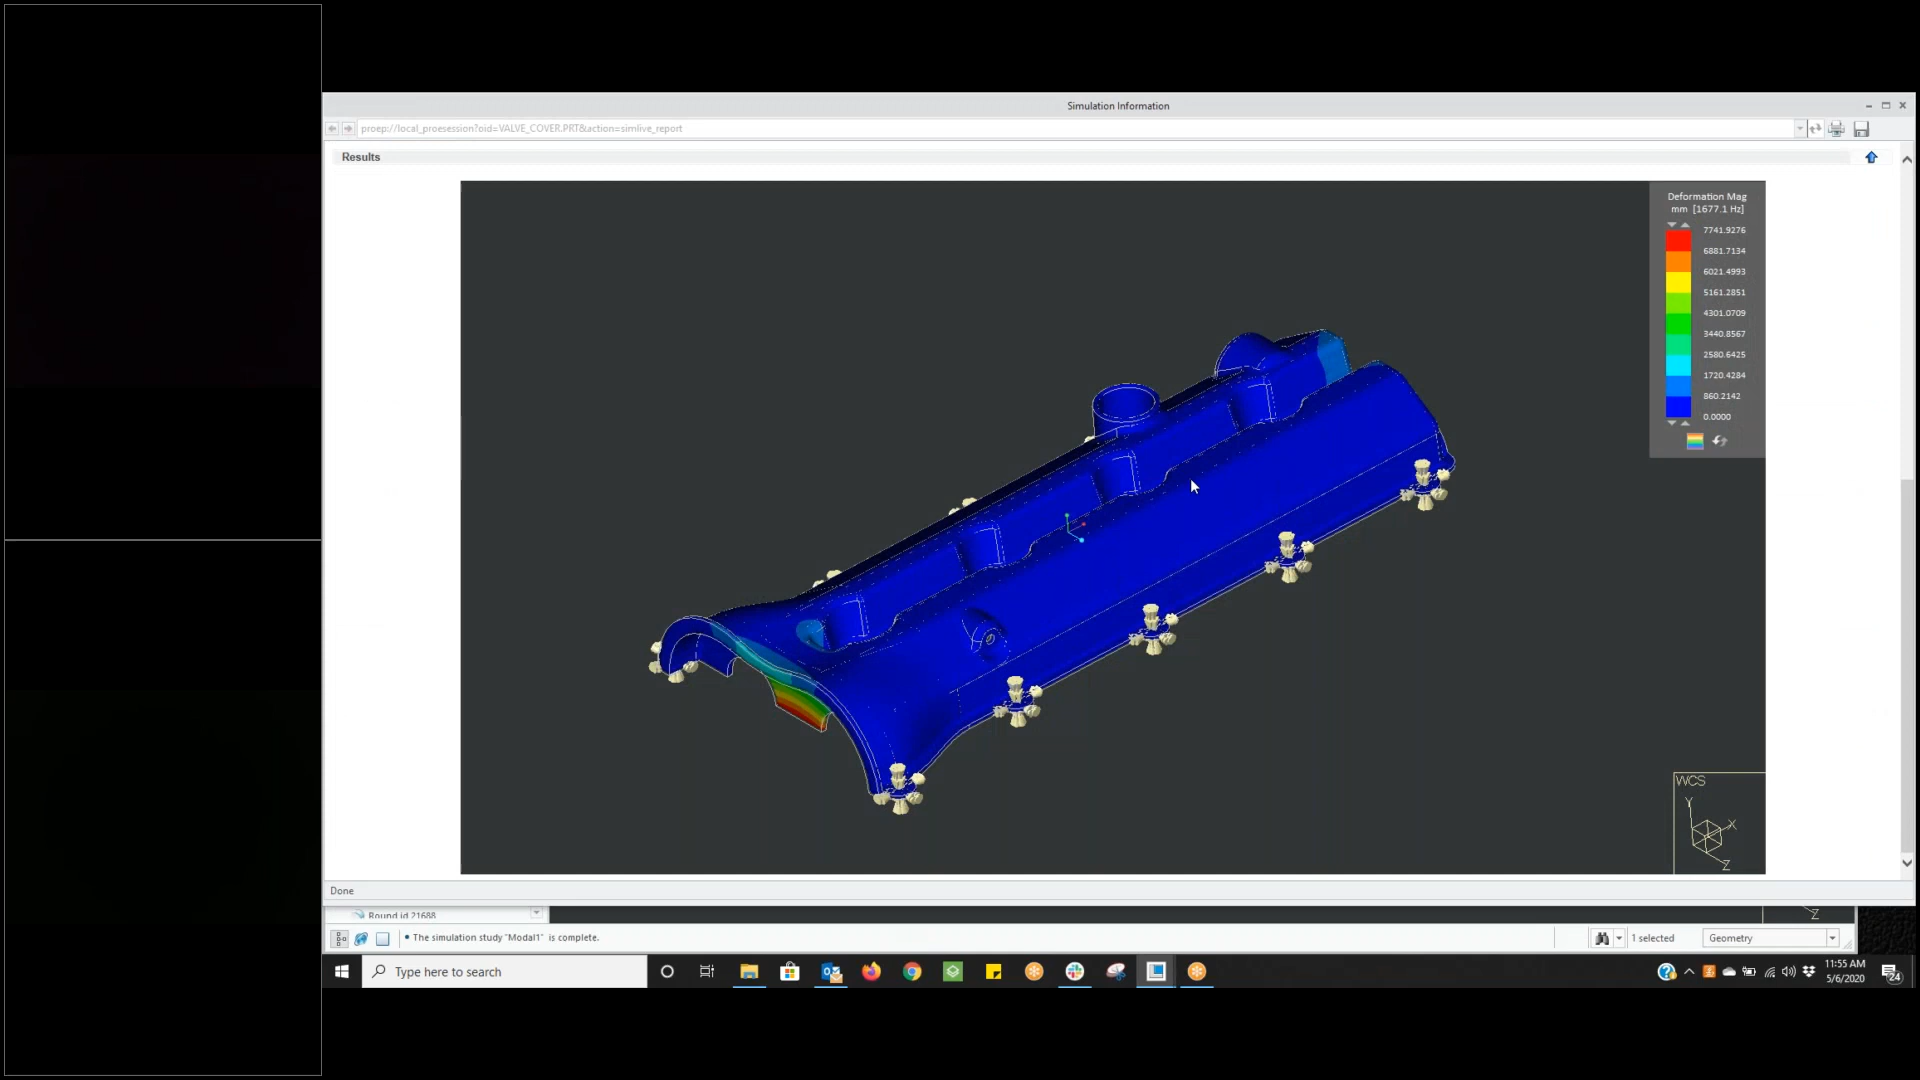 Simulation Information
proep://local_proesession?oid=VALVE_COVER.PRT&action=simlive_report
Results
Deformation Mag
mm [1677.1 Hz]
7741.9276
6881.7134
6021.4993
5161.2851
4301.0709
3440.8567
2580.6425
1720.4284
860.2142
0.0000
WCS
Y
X
Z
Done
Round id 21688
Z
The simulation study "Modal1" is complete.
1 selected
Geometry
Type here to search
11:55 AM
5/6/2020
24